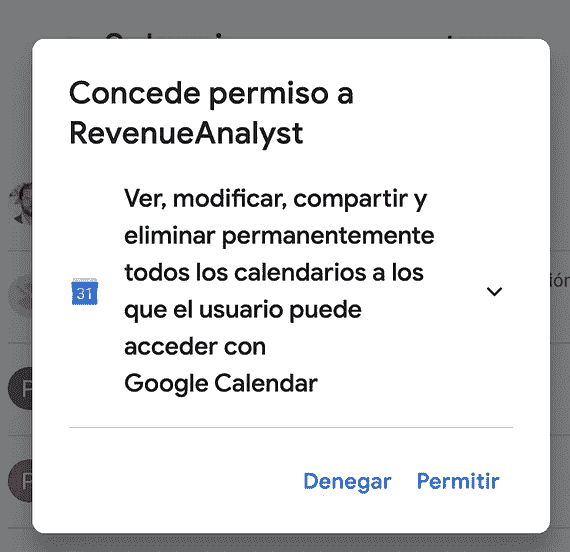 Concede permiso a
RevenueAnalyst
Ver, modificar, compartir y
eliminar permanentemente
todos los calendarios a los
31
que el usuario puede
acceder con
Google Calendar
Denegar
Permitir
P
P